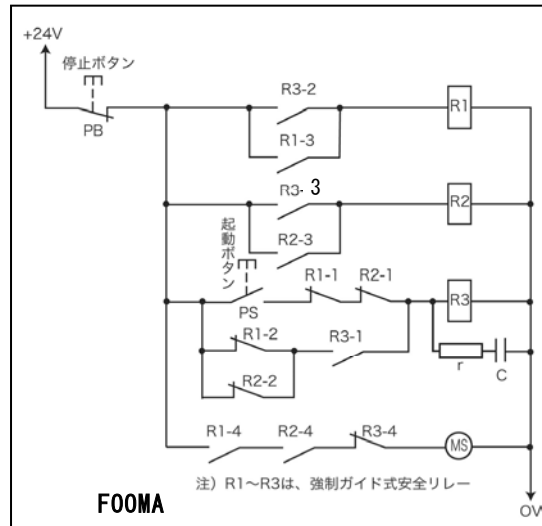 +24V
停止ボタン
PB
R3-2
R1-3
R1
R3-3
R2-3
R2
起動ボタン
PS
R1-1
R2-1
R3
R1-2
R2-2
R3-1
r
C
R1-4
R2-4
R3-4
MS
注）R1～R3は、強制ガイド式安全リレー
FOOMA
0V